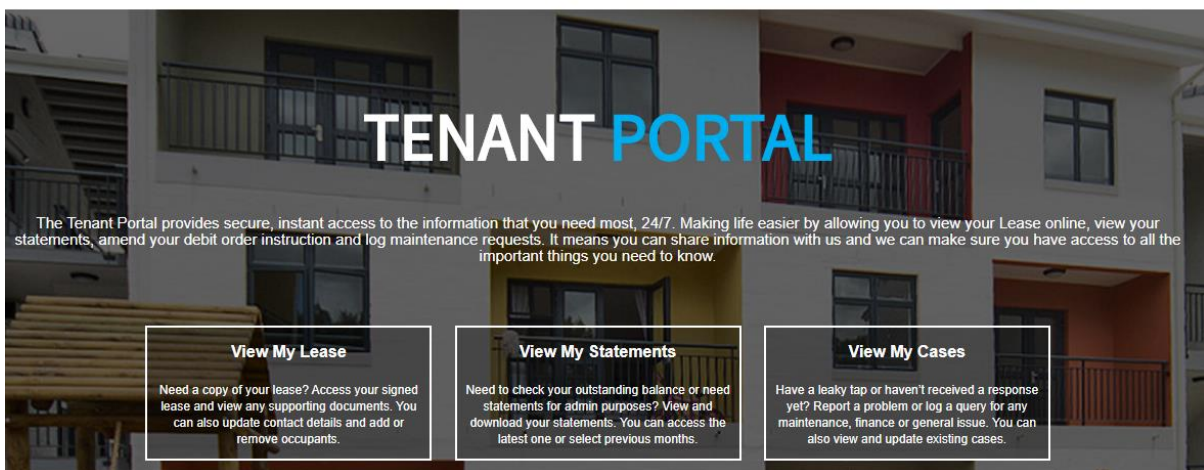 TENANT PORTAL
The Tenant Portal provides secure, instant access to the information that you need most, 24/7. Making life easier by allowing you to view your Lease online, view your
statements, amend your debit order instruction and log maintenance requests. It means you can share information with us and we can make sure you have access to all the
important things you need to know.
View My Lease
Need a copy of your lease? Access your signed
lease and view any supporting documents. You
can also update contact details and add or
remove occupants.
View My Statements
Need to check your outstanding balance or need
statements for admin purposes? View and
download your statements. You can access the
latest one or select previous months.
View My Cases
Have a leaky tap or haven't received a response
yet? Report a problem or log a query for any
maintenance, finance or general issue. You can
also view and update existing cases.